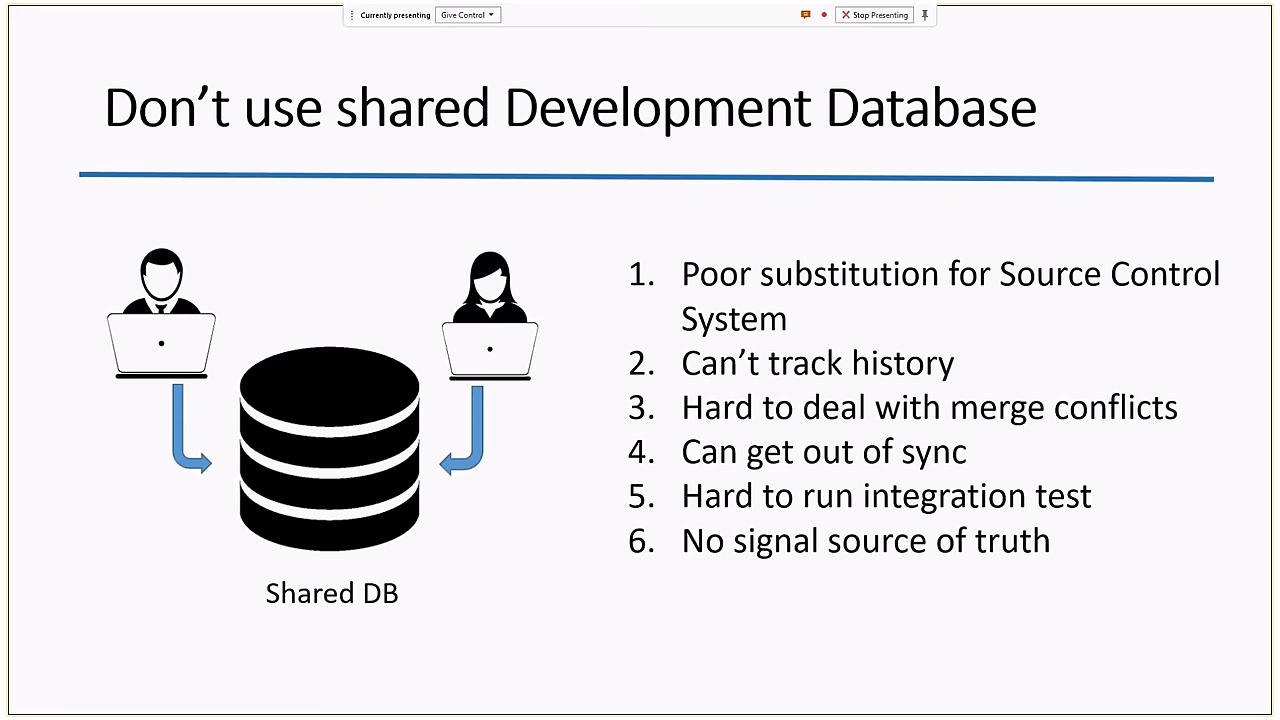 Currently presenting Give Control Stop Presenting
Don’t use shared Development Database
1. Poor substitution for Source Control
System
2. Can’t track history
3. Hard to deal with merge conflicts
4. Can get out of sync
5. Hard to run integration test
6. No signal source of truth
Shared DB